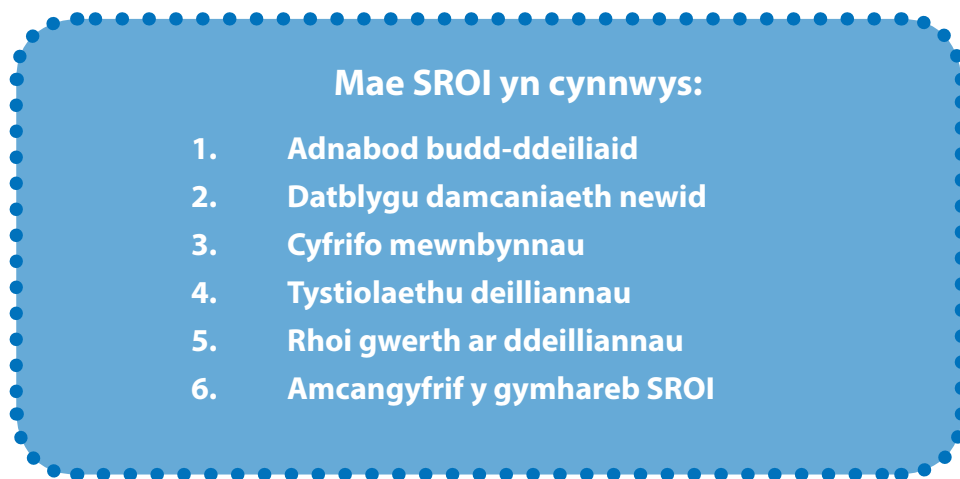 Mae SROI yn cynnwys:
1. Adnabod budd-ddeiliaid
2. Datblygu damcaniaeth newid
3. Cyfrifo mewnbynnau
4. Tystiolaethu deilliannau
5. Rhoi gwerth ar ddeilliannau
6. Amcangyfrif y gymhareb SROI